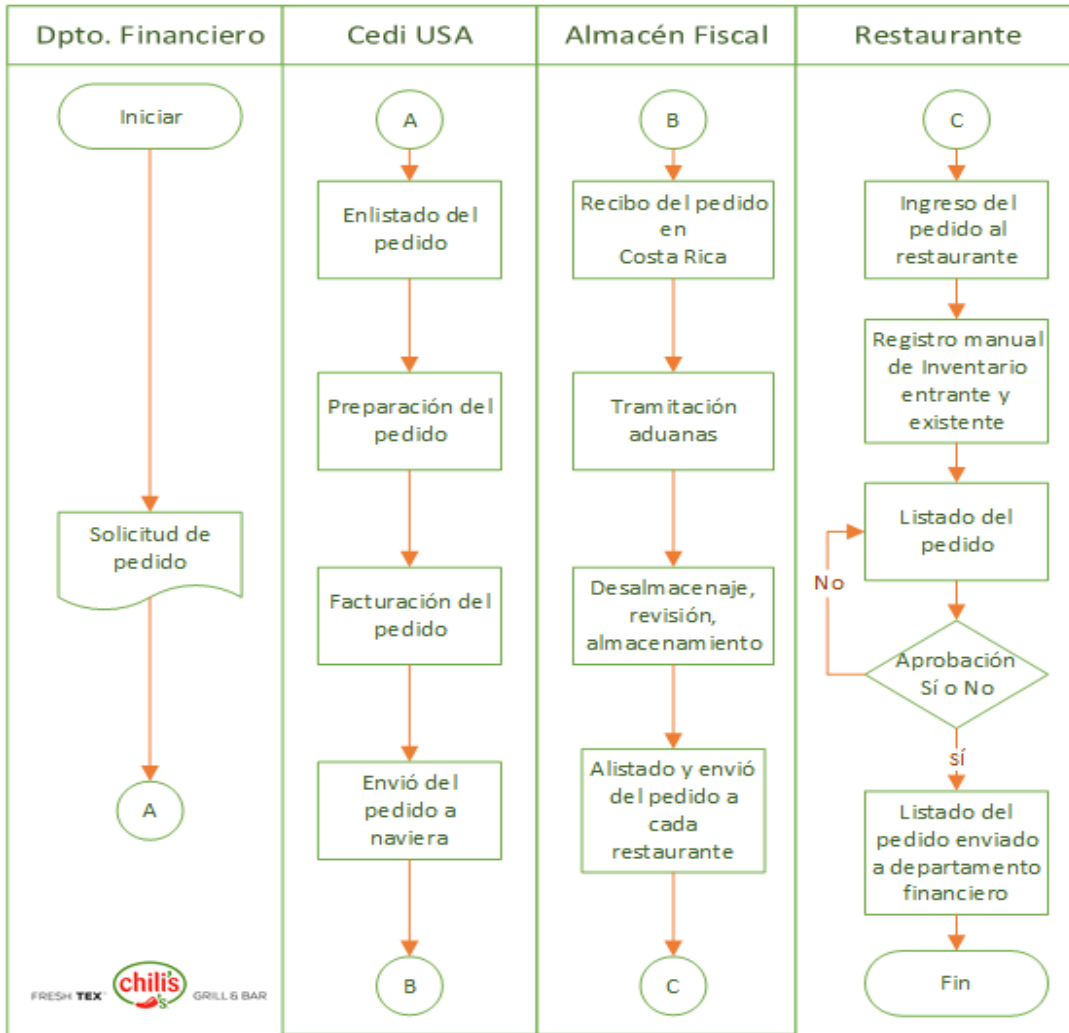 Dpto. Financiero
Cedi USA
Almacén Fiscal
Restaurante
Iniciar
Solicitud de
pedido
A
A
Enlistado del
pedido
Preparación del
pedido
Facturación del
pedido
Envió del
pedido a
naviera
B
B
Recibo del pedido
en
Costa Rica
Tramitación
aduanas
Desalmacenaje,
revisión,
almacenamiento
Alistado y envió
del pedido a
cada
restaurante
C
C
Ingreso del
pedido al
restaurante
Registro manual
de Inventario
entrante y
existente
Listado del
pedido
No
Aprobación
Sí o No
sí
Listado del
pedido enviado
a departamento
financiero
Fin
FRESH TEX
chili's
GRILL & BAR